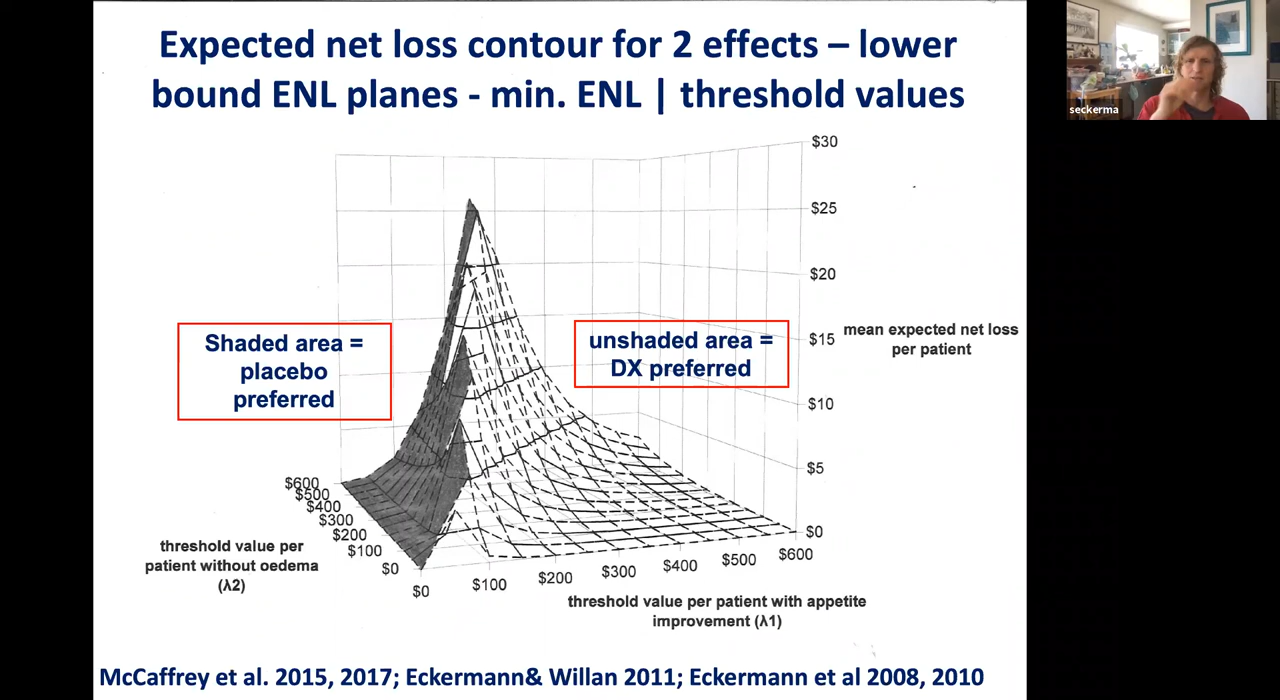 Expected net loss contour for 2 effects – lower
bound ENL planes - min. ENL | threshold values
seckerma
$30
$25
$20
$15
$10
$5
$0
mean expected net loss
per patient
Shaded area =
placebo
preferred
unshaded area =
DX preferred
$600
$500
$400
$300
$200
$100
$0
threshold value per
patient without oedema
(λ2)
$0
$100
$200
$300
$400
$500
$600
threshold value per patient with appetite
improvement (λ1)
McCaffrey et al. 2015, 2017; Eckermann& Willan 2011; Eckermann et al 2008, 2010